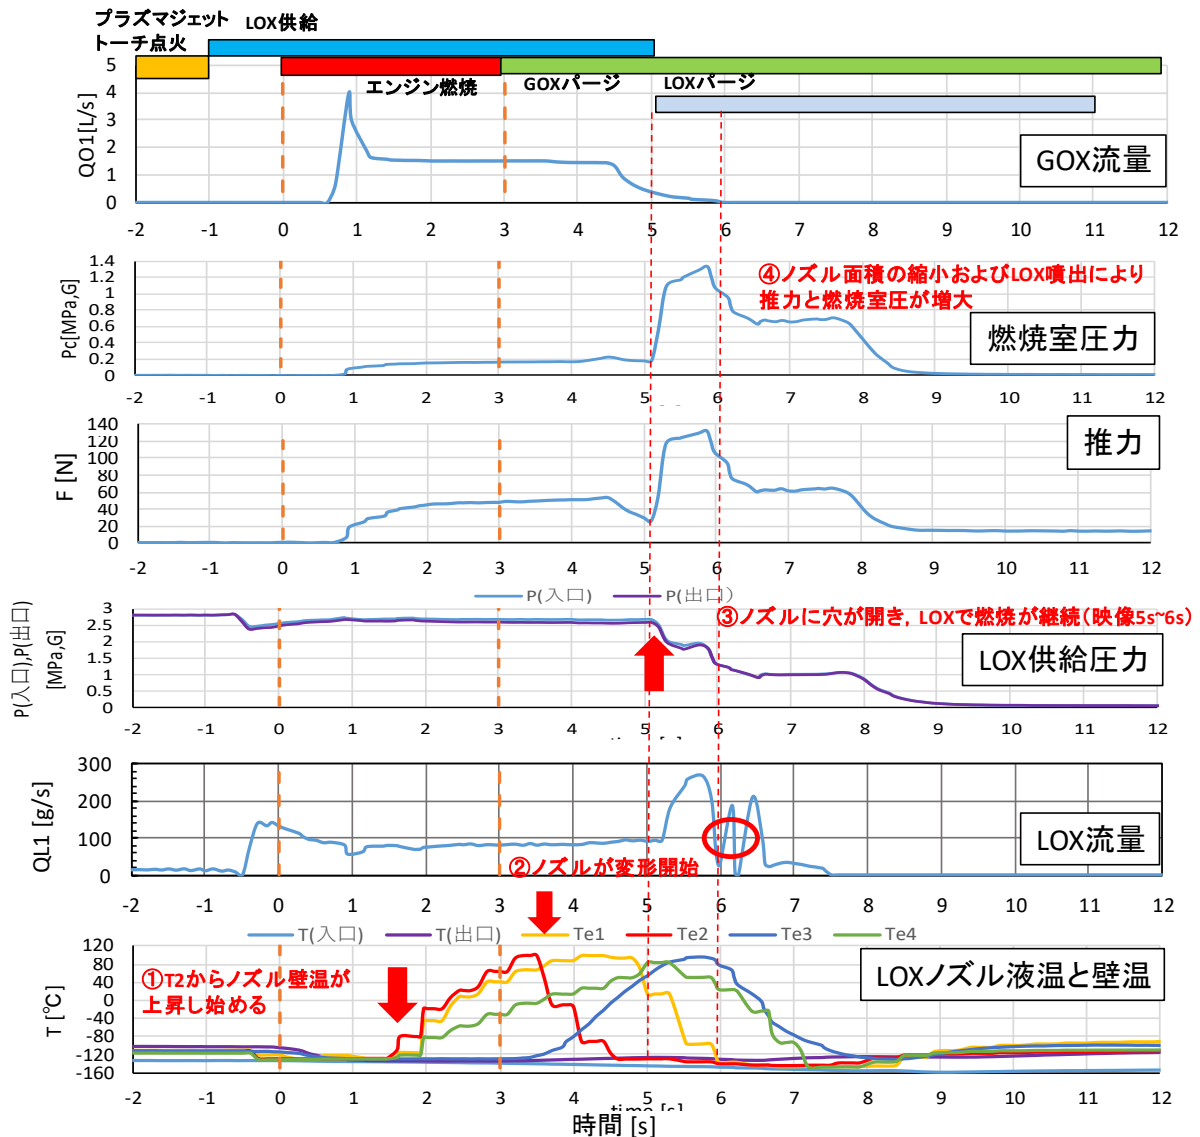 プラズマジェット
トーチ点火
LOX供給
エンジン燃焼
GOXパージ
LOXパージ
QO1[L/s]
5
4
3
2
1
0
GOX流量
-2 -1 0 1 2 3 4 5 6 7 8 9 10 11 12
Pc[MPa,G]
1.4
1.2
1
0.8
0.6
0.4
0.2
0
④ノズル面積の縮小およびLOX噴出により
推力と燃焼室圧が増大
燃焼室圧力
-2 -1 0 1 2 3 4 5 6 7 8 9 10 11 12
F [N]
140
120
100
80
60
40
20
0
推力
-2 -1 0 1 2 3 4 5 6 7 8 9 10 11 12
P(入口) P(出口)
P(入口),P(出口)
[MPa,G]
3
2.5
2
1.5
1
0.5
0
③ノズルに穴が開き，LOXで燃焼が継続（映像5s~6s）
LOX供給圧力
-2 -1 0 1 2 3 4 5 6 7 8 9 10 11 12
QL1 [g/s]
300
200
100
0
LOX流量
②ノズルが変形開始
-2 -1 0 1 2 3 4 5 6 7 8 9 10 11 12
T(入口) T(出口) Te1 Te2 Te3 Te4
T [℃]
120
80
40
0
-40
-80
-120
-160
①T2からノズル壁温が
上昇し始める
LOXノズル液温と壁温
-2 -1 0 1 2 3 4 5 6 7 8 9 10 11 12
時間 [s]